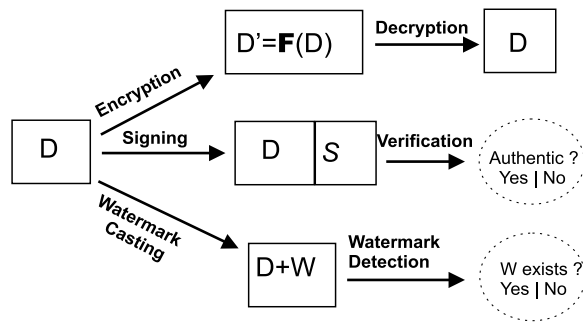 D
Encryption
D'=F(D)
Decryption
D
Signing
D S
Verification
Authentic ?
Yes | No
Watermark
Casting
D+W
Watermark
Detection
W exists ?
Yes | No